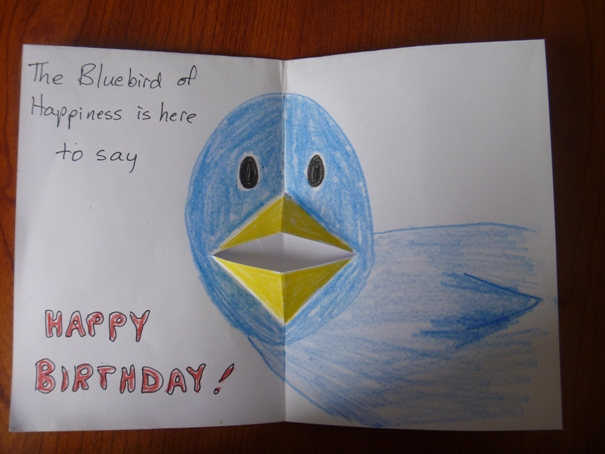 The Bluebird of
Happiness is here
to say
HAPPY
BIRTHDAY!